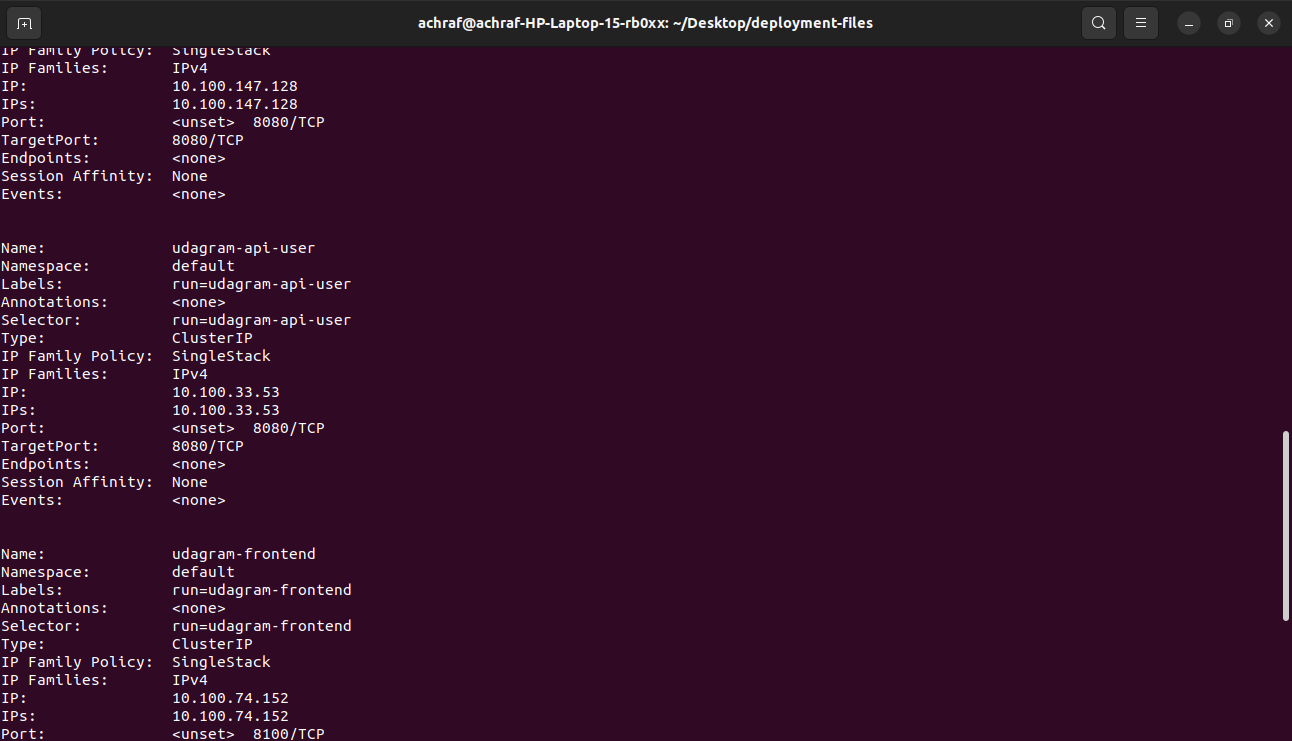 achraf@achraf-HP-Laptop-15-rb0xx: ~/Desktop/deployment-files
IP Family Policy:  SingleStack
IP Families:       IPv4
IP:                10.100.147.128
IPs:               10.100.147.128
Port:              <unset>  8080/TCP
TargetPort:        8080/TCP
Endpoints:         <none>
Session Affinity:  None
Events:            <none>
Name:              udagram-api-user
Namespace:         default
Labels:            run=udagram-api-user
Annotations:       <none>
Selector:          run=udagram-api-user
Type:              ClusterIP
IP Family Policy:  SingleStack
IP Families:       IPv4
IP:                10.100.33.53
IPs:               10.100.33.53
Port:              <unset>  8080/TCP
TargetPort:        8080/TCP
Endpoints:         <none>
Session Affinity:  None
Events:            <none>
Name:              udagram-frontend
Namespace:         default
Labels:            run=udagram-frontend
Annotations:       <none>
Selector:          run=udagram-frontend
Type:              ClusterIP
IP Family Policy:  SingleStack
IP Families:       IPv4
IP:                10.100.74.152
IPs:               10.100.74.152
Port:              <unset>  8100/TCP